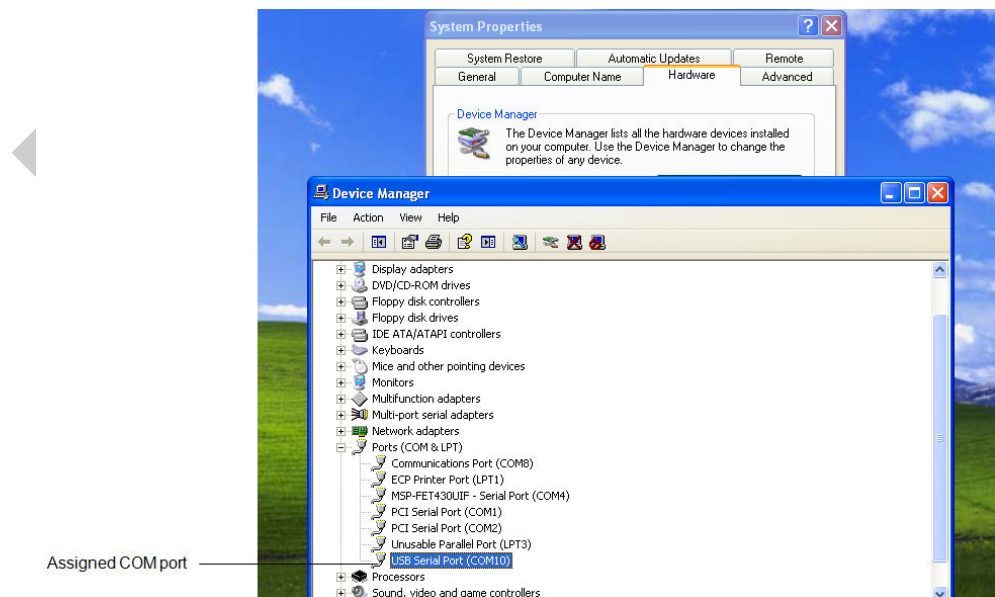 System Properties
System Restore Automatic Updates Remote
General Computer Name Hardware Advanced
Device Manager
The Device Manager lists all the hardware devices installed
on your computer. Use the Device Manager to change the
properties of any device.
Device Manager
File Action View Help
Display adapters
DVD/CD-ROM drives
Floppy disk controllers
Floppy disk drives
IDE ATA/ATAPI controllers
Keyboards
Mice and other pointing devices
Monitors
Multifunction adapters
Multi-port serial adapters
Network adapters
Ports (COM & LPT)
Communications Port (COM8)
ECP Printer Port (LPT1)
MSP-FET430UIF - Serial Port (COM4)
PCI Serial Port (COM1)
PCI Serial Port (COM2)
Unusable Parallel Port (LPT3)
Assigned COM port
USB Serial Port (COM10)
Processors
Sound, video and game controllers